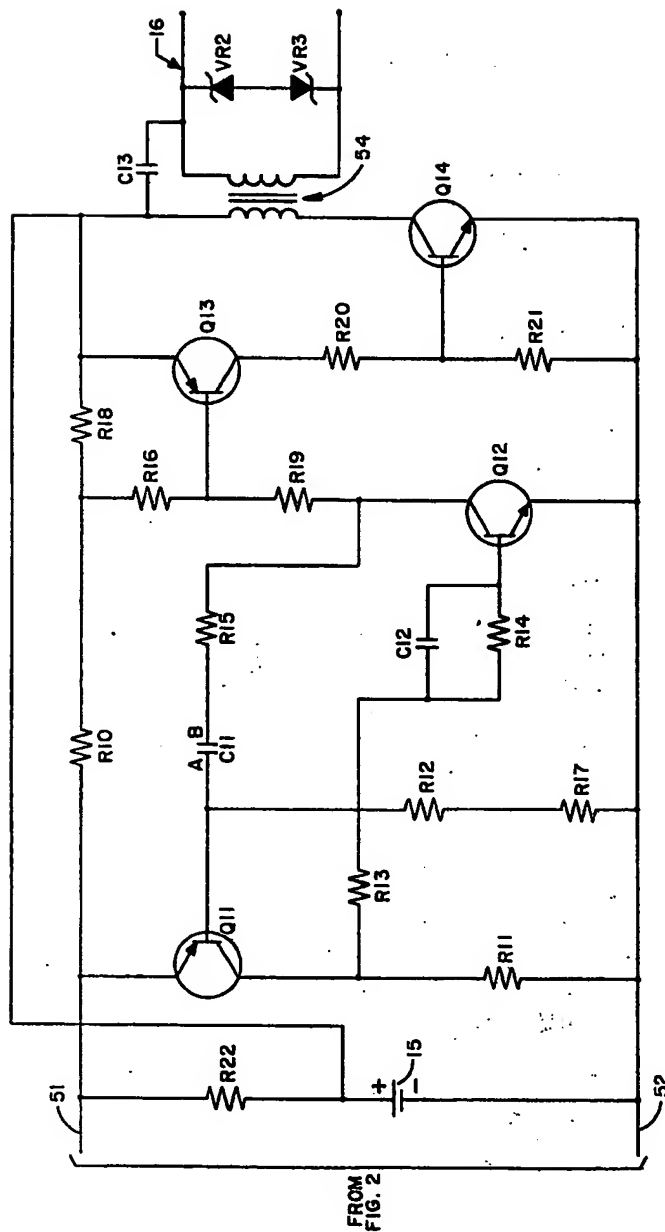 16
VR2
VR3
C13
54
Q14
Q13
R20
R21
R18
R16
R19
Q12
R15
C12
R14
R10
A B
C11
R12
R17
R13
Q11
R11
R22
+
15
-
51
52
FROM
FIG. 2